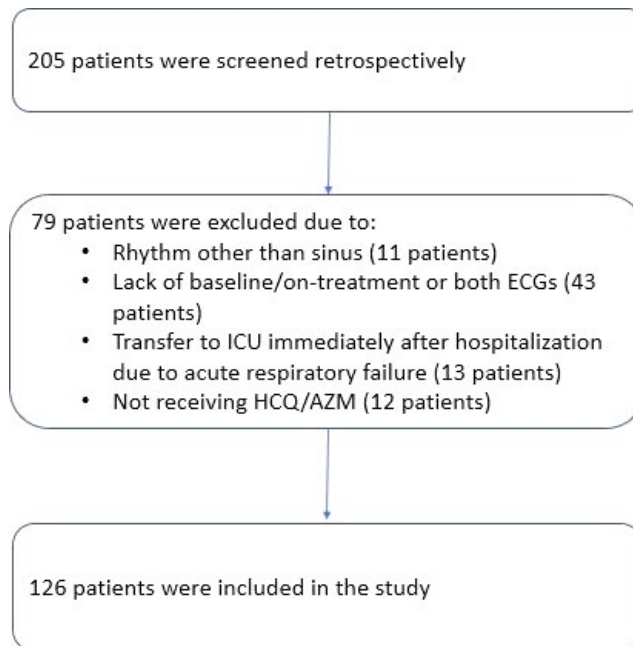 205 patients were screened retrospectively
79 patients were excluded due to:
• Rhythm other than sinus (11 patients)
• Lack of baseline/on-treatment or both ECGs (43
patients)
• Transfer to ICU immediately after hospitalization
due to acute respiratory failure (13 patients)
• Not receiving HCQ/AZM (12 patients)
126 patients were included in the study